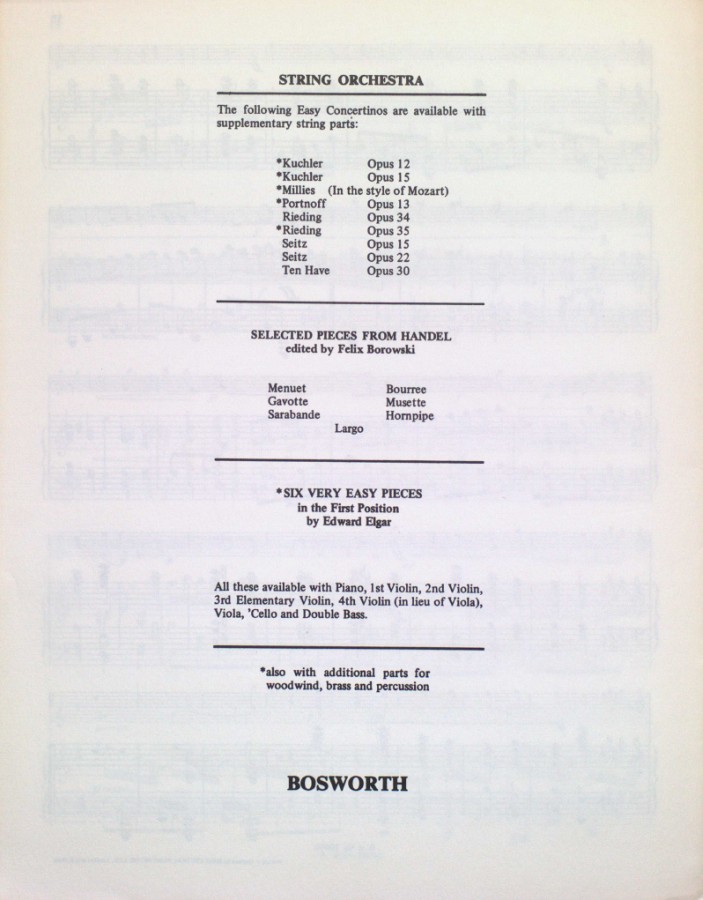 STRING ORCHESTRA
The following Easy Concertinos are available with
supplementary string parts:
*Kuchler Opus 12
*Kuchler Opus 15
*Millies (In the style of Mozart)
*Portnoff Opus 13
Rieding Opus 34
*Rieding Opus 35
Seitz Opus 15
Seitz Opus 22
Ten Have Opus 30
SELECTED PIECES FROM HANDEL
edited by Felix Borowski
Menuet Bourree
Gavotte Musette
Sarabande Hornpipe
Largo
*SIX VERY EASY PIECES
in the First Position
by Edward Elgar
All these available with Piano, 1st Violin, 2nd Violin,
3rd Elementary Violin, 4th Violin (in lieu of Viola),
Viola, 'Cello and Double Bass.
*also with additional parts for
woodwind, brass and percussion
BOSWORTH